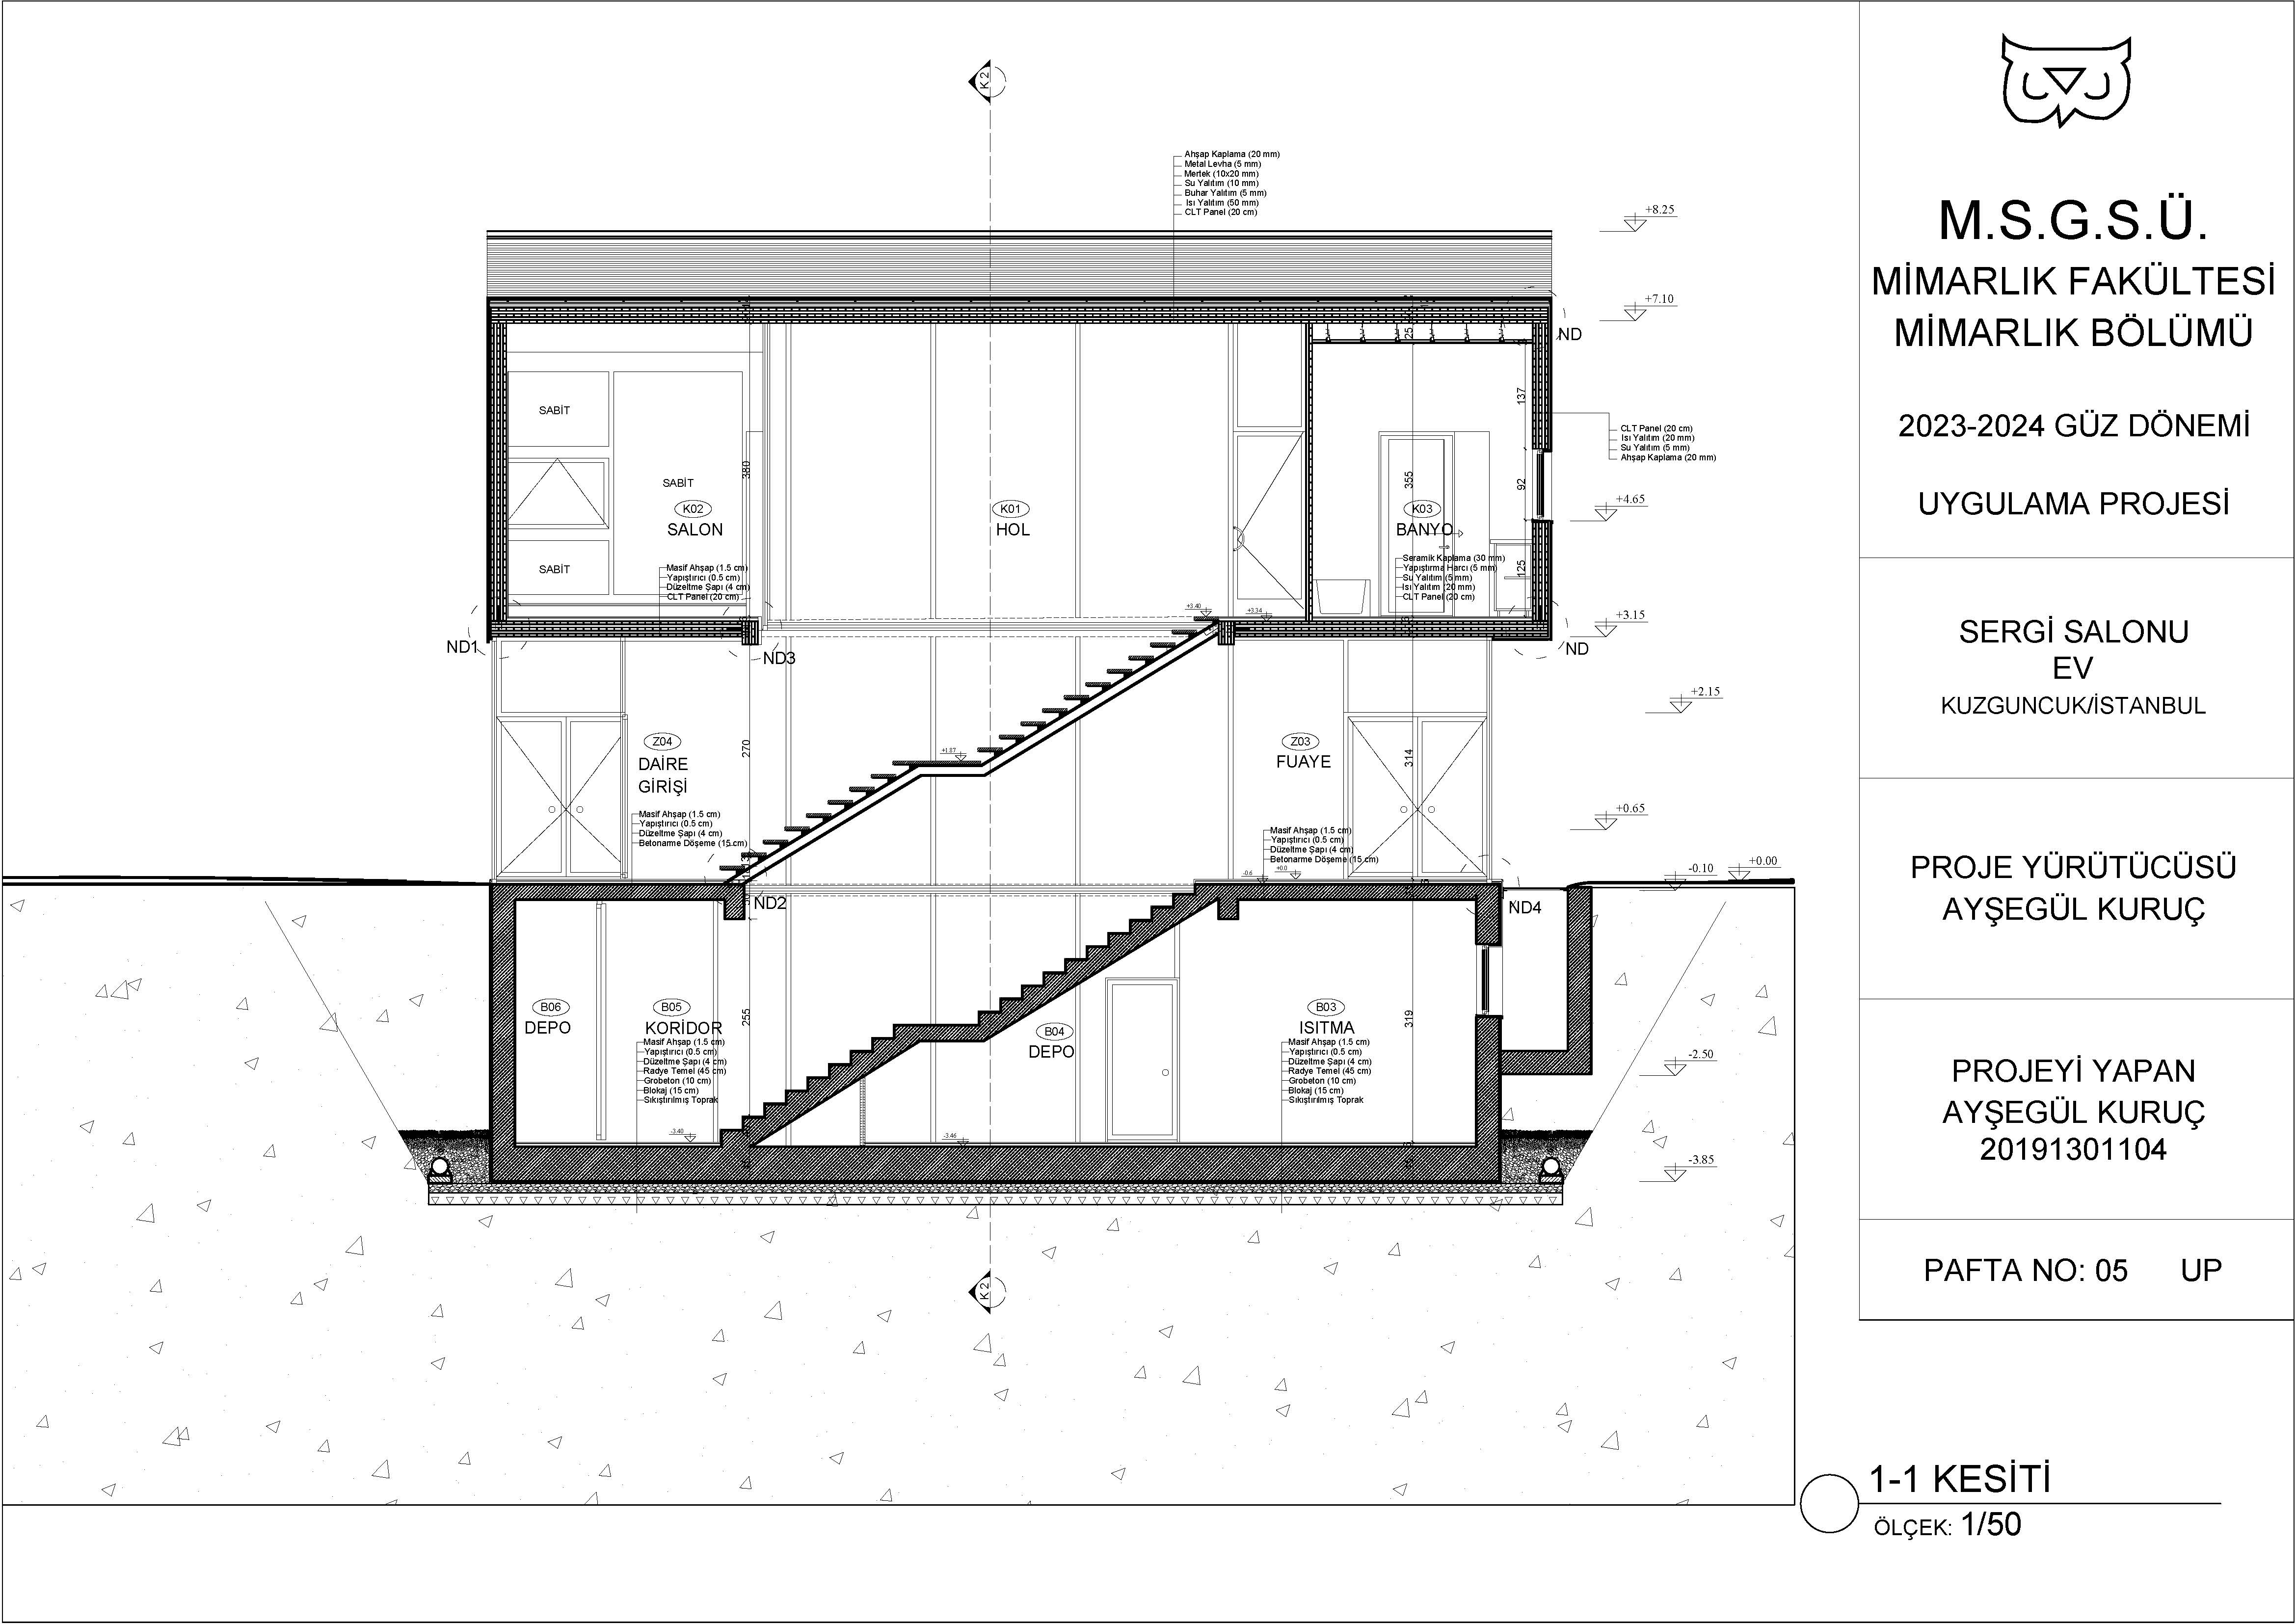 K2
Ahşap Kaplama (20 mm)
Metal Levha (5 mm)
Mertek (10x20 mm)
Su Yalıtım (10 mm)
Buhar Yalıtım (5 mm)
Isı Yalıtım (50 mm)
CLT Panel (20 cm)
+8.25
+7.10
ND
25
137
SABİT
CLT Panel (20 cm)
Isı Yalıtım (20 mm)
Su Yalıtım (5 mm)
Ahşap Kaplama (20 mm)
380
355
92
SABİT
+4.65
K02
SALON
K01
HOL
K03
BANYO
SABİT
Masif Ahşap (1.5 cm)
Yapıştırıcı (0.5 cm)
Düzeltme Şapı (4 cm)
CLT Panel (20 cm)
Seramik Kaplama (30 mm)
Yapıştırma Harcı (5 mm)
Su Yalıtım (5 mm)
Isı Yalıtım (20 mm)
CLT Panel (20 cm)
125
+3.40
+3.34
+3.15
ND1
ND3
ND
+2.15
Z04
DAİRE
GİRİŞİ
270
+1.87
Z03
FUAYE
314
+0.65
Masif Ahşap (1.5 cm)
Yapıştırıcı (0.5 cm)
Düzeltme Şapı (4 cm)
Betonarme Döşeme (15 cm)
Masif Ahşap (1.5 cm)
Yapıştırıcı (0.5 cm)
Düzeltme Şapı (4 cm)
Betonarme Döşeme (15 cm)
-0.6
+0.0
-0.10
+0.00
ND2
ND4
B06
DEPO
B05
KORİDOR
255
B04
DEPO
B03
ISITMA
319
Masif Ahşap (1.5 cm)
Yapıştırıcı (0.5 cm)
Düzeltme Şapı (4 cm)
Radye Temel (45 cm)
Grobeton (10 cm)
Blokaj (15 cm)
Sıkıştırılmış Toprak
Masif Ahşap (1.5 cm)
Yapıştırıcı (0.5 cm)
Düzeltme Şapı (4 cm)
Radye Temel (45 cm)
Grobeton (10 cm)
Blokaj (15 cm)
Sıkıştırılmış Toprak
-2.50
-3.40
-3.46
-3.85
K2
M.S.G.S.Ü.
MİMARLIK FAKÜLTESİ
MİMARLIK BÖLÜMÜ
2023-2024 GÜZ DÖNEMİ
UYGULAMA PROJESİ
SERGİ SALONU
EV
KUZGUNCUK/İSTANBUL
PROJE YÜRÜTÜCÜSÜ
AYŞEGÜL KURUÇ
PROJEYİ YAPAN
AYŞEGÜL KURUÇ
20191301104
PAFTA NO: 05 UP
1-1 KESİTİ
ÖLÇEK: 1/50